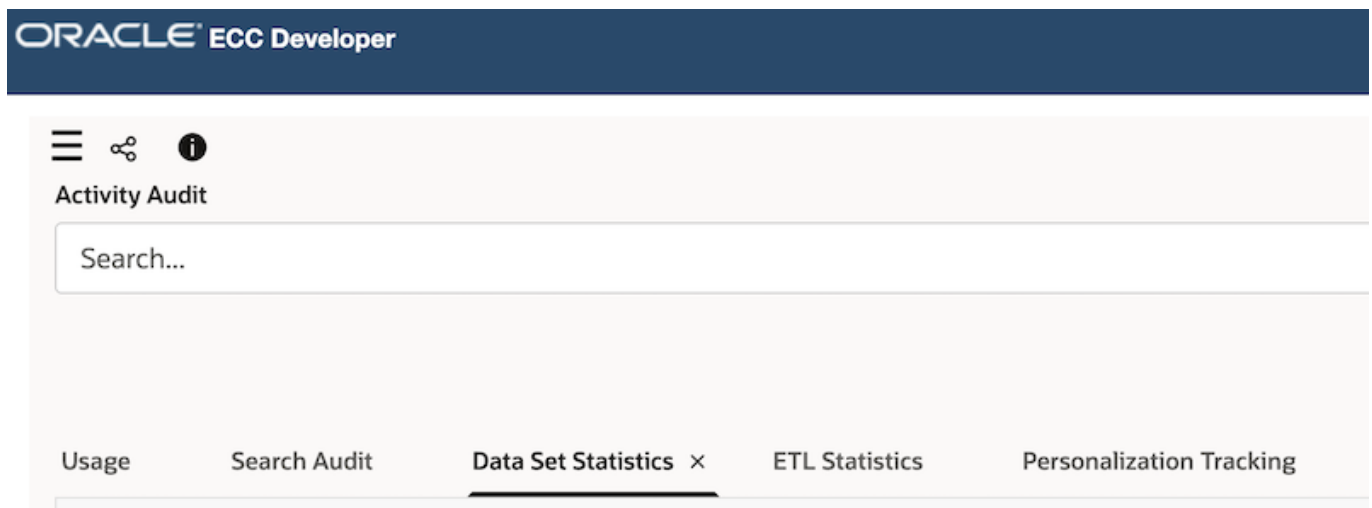 ORACLE ECC Developer
Activity Audit
Search...
Usage Search Audit Data Set Statistics × ETL Statistics Personalization Tracking